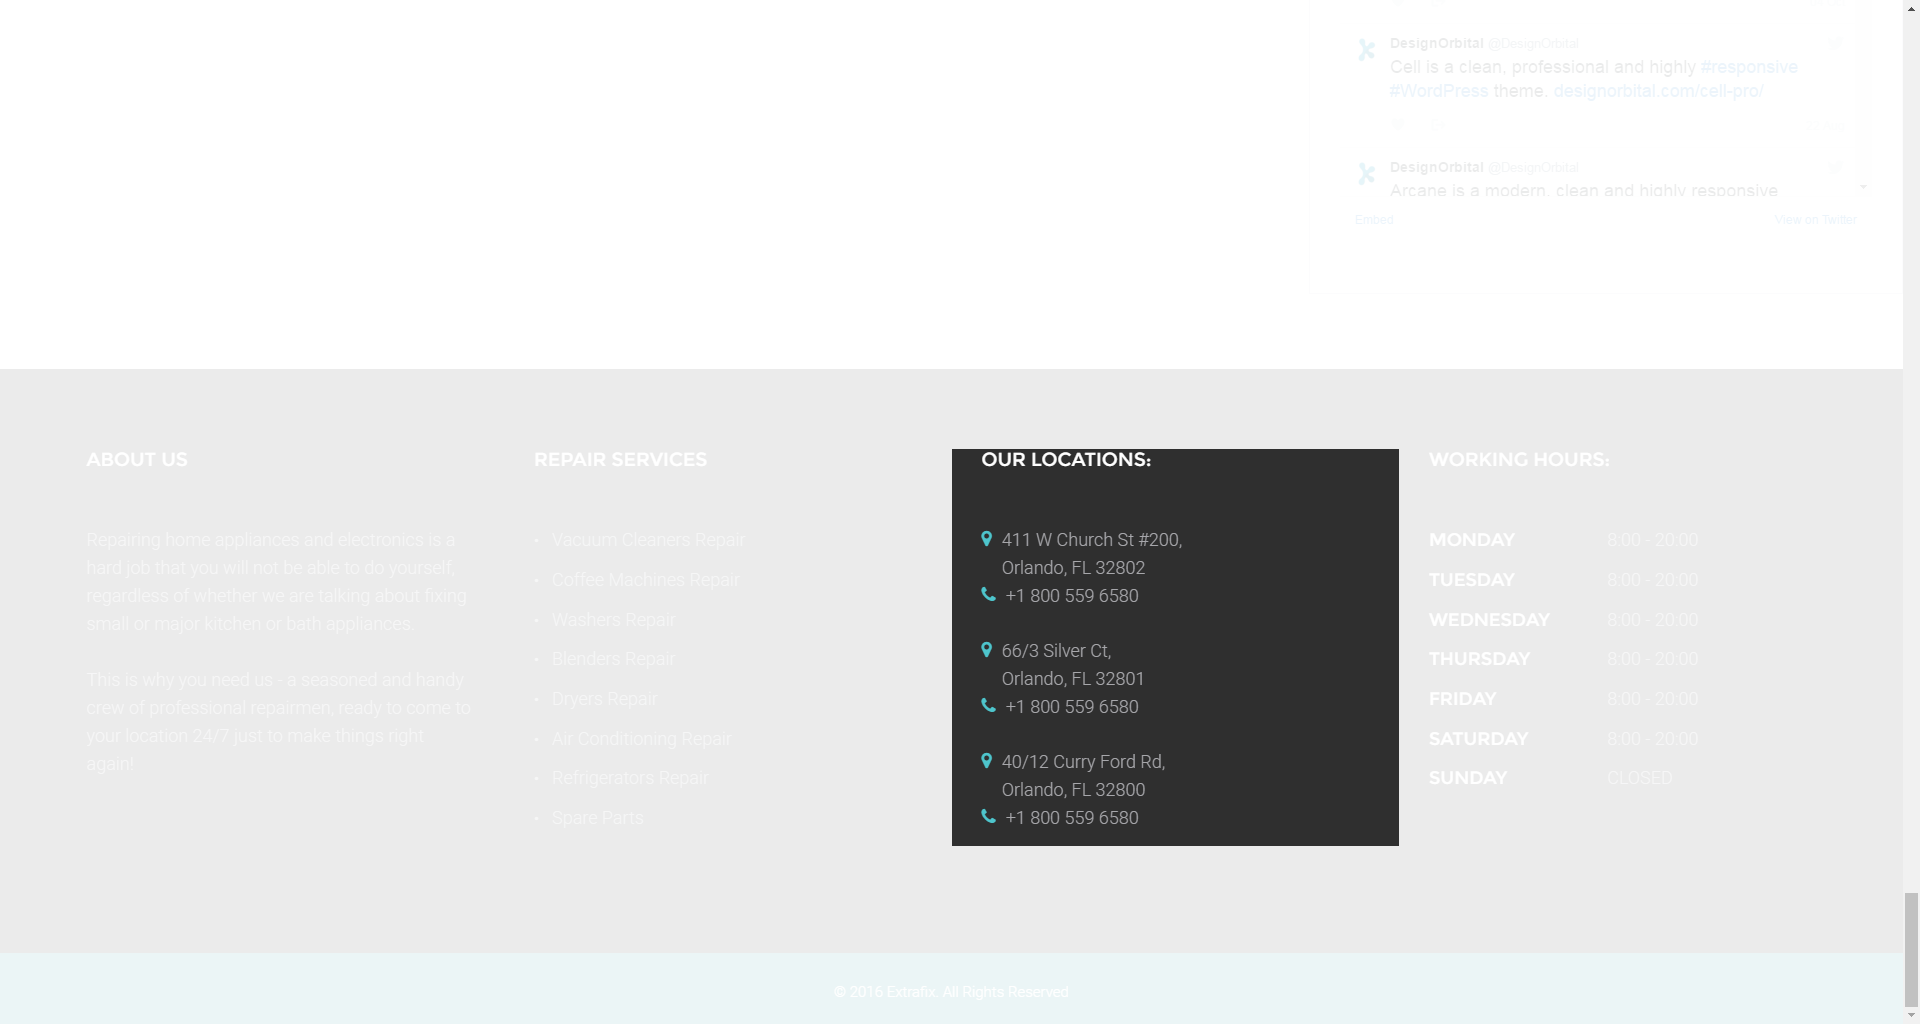 DesignOrbital @DesignOrbital
Cell is a clean, professional and highly #responsive
#WordPress theme. designorbital.com/cell-pro/
DesignOrbital @DesignOrbital
Arcane is a modern, clean and highly responsive
Embed
View on Twitter
ABOUT US
Repairing home appliances and electronics is a
hard job that you will not be able to do yourself,
regardless of whether we are talking about fixing
small or major kitchen or bath appliances.
This is why you need us - a seasoned and handy
crew of professional repairmen, ready to come to
your location 24/7 just to make things right
again!
REPAIR SERVICES
• Vacuum Cleaners Repair
• Coffee Machines Repair
• Washers Repair
• Blenders Repair
• Dryers Repair
• Air Conditioning Repair
• Refrigerators Repair
• Spare Parts
OUR LOCATIONS:
411 W Church St #200,
Orlando, FL 32802
+1 800 559 6580
66/3 Silver Ct,
Orlando, FL 32801
+1 800 559 6580
40/12 Curry Ford Rd,
Orlando, FL 32800
+1 800 559 6580
WORKING HOURS:
MONDAY 8:00 - 20:00
TUESDAY 8:00 - 20:00
WEDNESDAY 8:00 - 20:00
THURSDAY 8:00 - 20:00
FRIDAY 8:00 - 20:00
SATURDAY 8:00 - 20:00
SUNDAY CLOSED
© 2016 Extrafix. All Rights Reserved